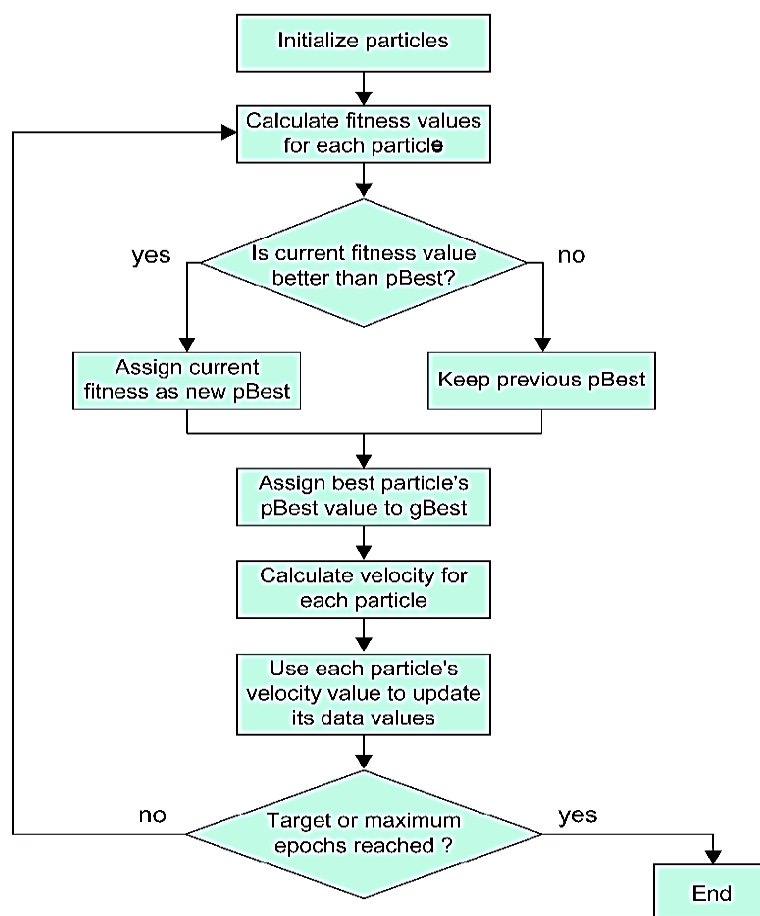 Initialize particles
Calculate fitness values
for each particle
Is current fitness value
better than pBest?
yes
no
Assign current
fitness as new pBest
Keep previous pBest
Assign best particle's
pBest value to gBest
Calculate velocity for
each particle
Use each particle's
velocity value to update
its data values
Target or maximum
epochs reached ?
no
yes
End